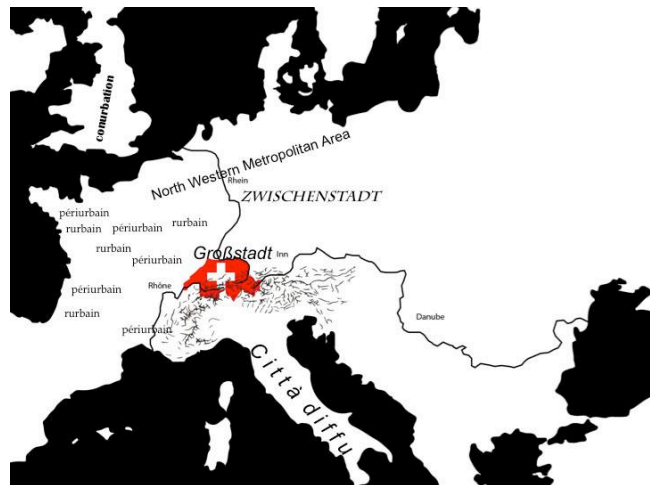 conurbation
North Western Metropolitan Area
Rhein
ZWISCHENSTADT
périurbain
rurbain
périurbain
rurbain
rurbain
périurbain
Großstadt
Inn
périurbain
Rhône
rurbain
périurbain
Danube
Città diffu